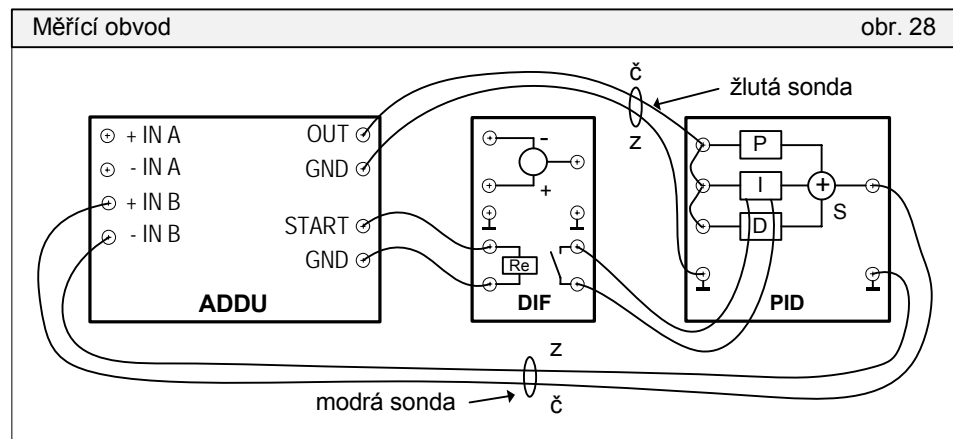 Měřící obvod obr. 28
č
žlutá sonda
z
+ IN A
- IN A
+ IN B
- IN B
OUT
GND
START
GND
ADDU
-
+
Re
DIF
P
I
D
+
S
PID
z
modrá sonda
č